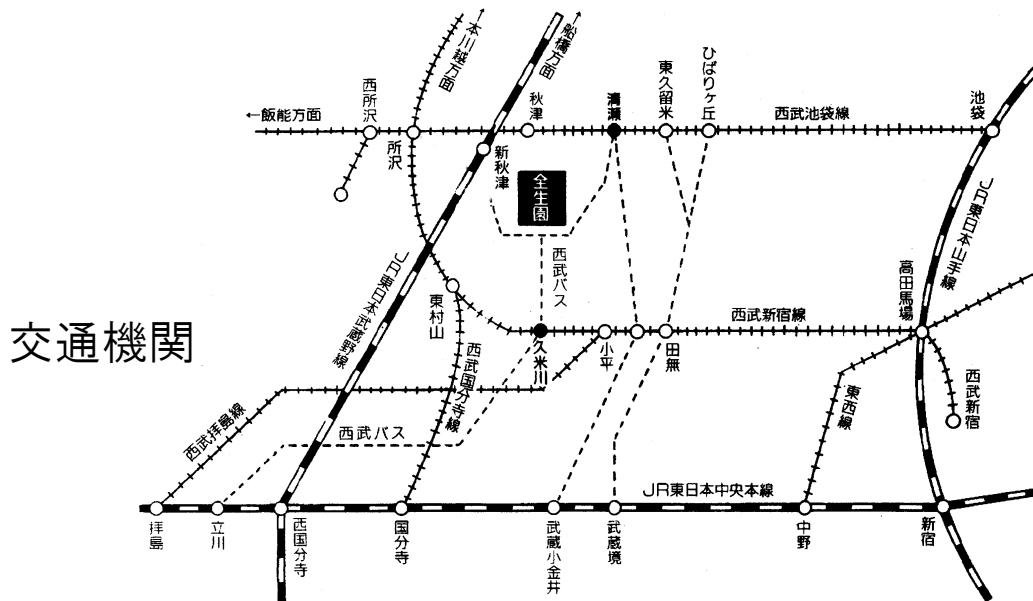 交通機関
←飯能方面
西所沢
所沢
→本川越方面
→船橋方面
新秋津
秋津
清瀬
東久留米
ひばりヶ丘
西武池袋線
池袋
全生園
西武バス
JR東日本武蔵野線
JR東日本山手線
東村山
久米川
小平
田無
西武新宿線
高田馬場
西武新宿
東西線
西武国分寺線
西武拝島線
西武バス
JR東日本中央本線
拝島
立川
西国分寺
国分寺
武蔵小金井
武蔵境
中野
新宿